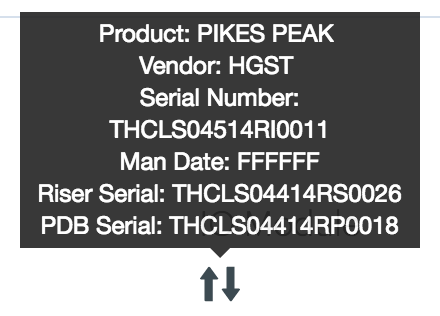 Product: PIKES PEAK
Vendor: HGST
Serial Number:
THCLS04514RI0011
Man Date: FFFFFF
Riser Serial: THCLS04414RS0026
PDB Serial: THCLS04414RP0018